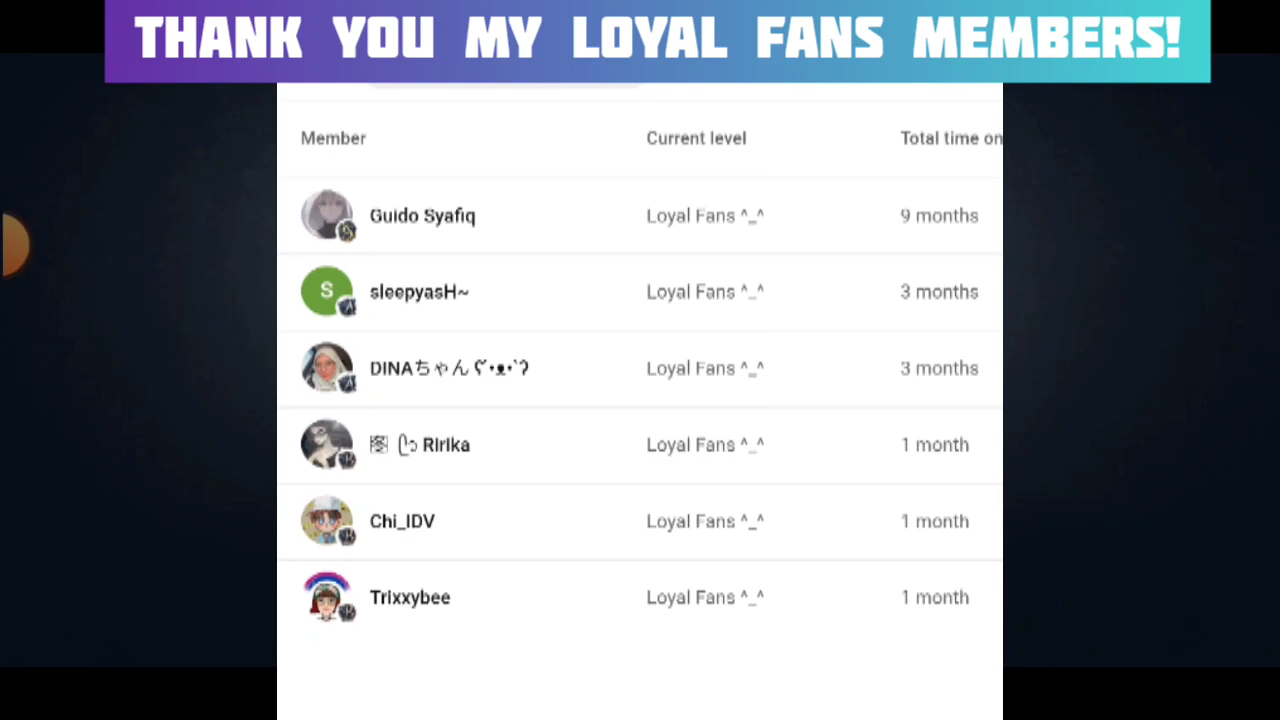 THANK YOU MY LOYAL FANS MEMBERS!
Member Current level Total time on
Guido Syafiq Loyal Fans ^_^ 9 months
S sleepyasH~ Loyal Fans ^_^ 3 months
DINAちゃん ʕ˘•ᴥ•˘ʔ Loyal Fans ^_^ 3 months
Ririka Loyal Fans ^_^ 1 month
Chi_IDV Loyal Fans ^_^ 1 month
Trixxybee Loyal Fans ^_^ 1 month